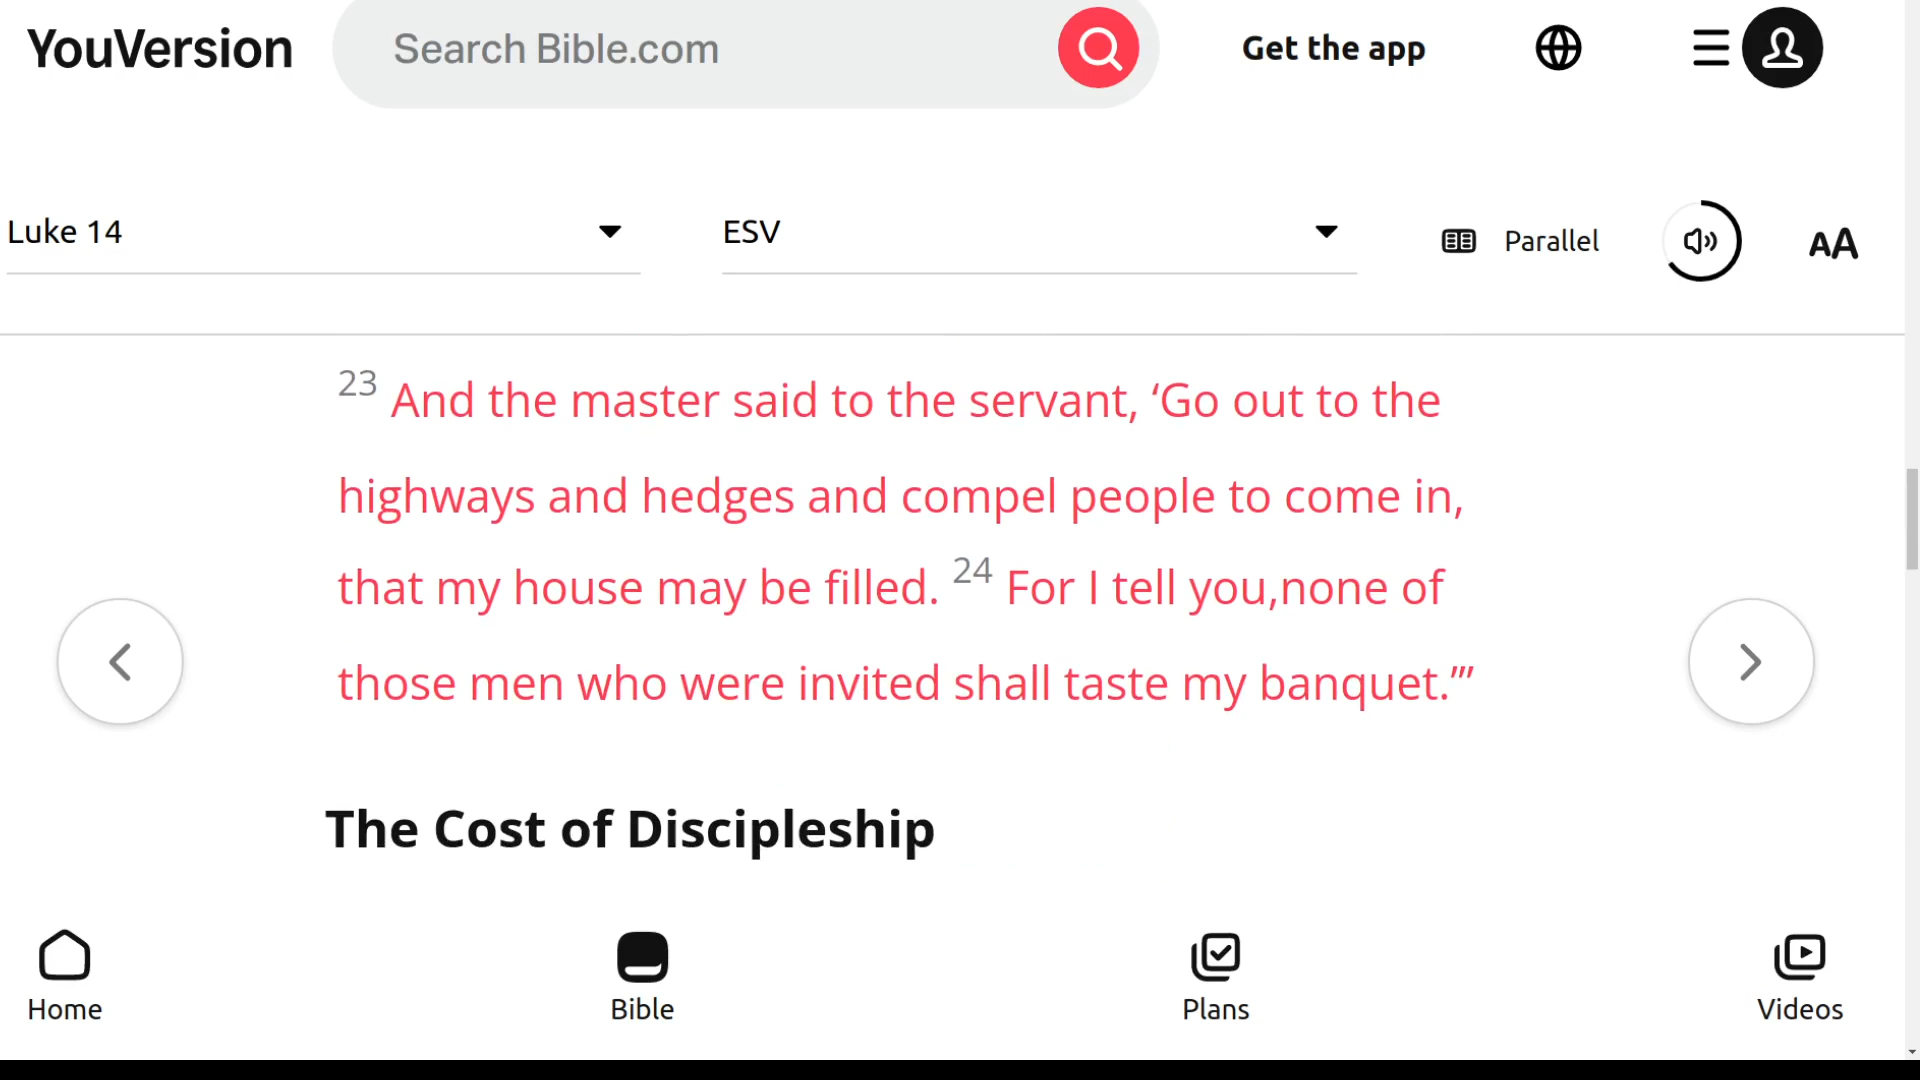 YouVersion
Search Bible.com
Get the app
Luke 14
ESV
Parallel
AA
23 And the master said to the servant, ‘Go out to the
highways and hedges and compel people to come in,
that my house may be filled. 24 For I tell you,none of
those men who were invited shall taste my banquet.’”
The Cost of Discipleship
Home
Bible
Plans
Videos